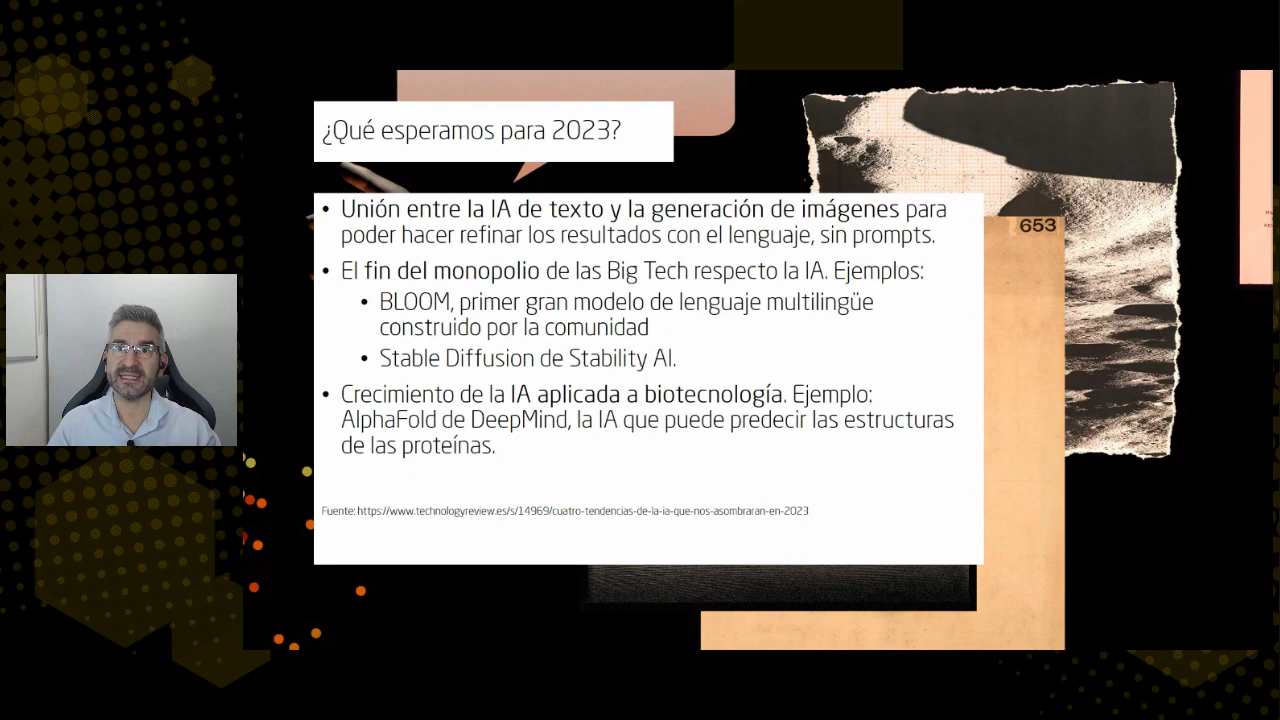 ¿Qué esperamos para 2023?
• Unión entre la IA de texto y la generación de imágenes para
poder hacer refinar los resultados con el lenguaje, sin prompts.
653
• El fin del monopolio de las Big Tech respecto la IA. Ejemplos:
• BLOOM, primer gran modelo de lenguaje multilingüe
construido por la comunidad
• Stable Diffusion de Stability AI.
• Crecimiento de la IA aplicada a biotecnología. Ejemplo:
AlphaFold de DeepMind, la IA que puede predecir las estructuras
de las proteínas.
Fuente: https://www.technologyreview.es/s/14969/cuatro-tendencias-de-la-ia-que-nos-asombraran-en-2023